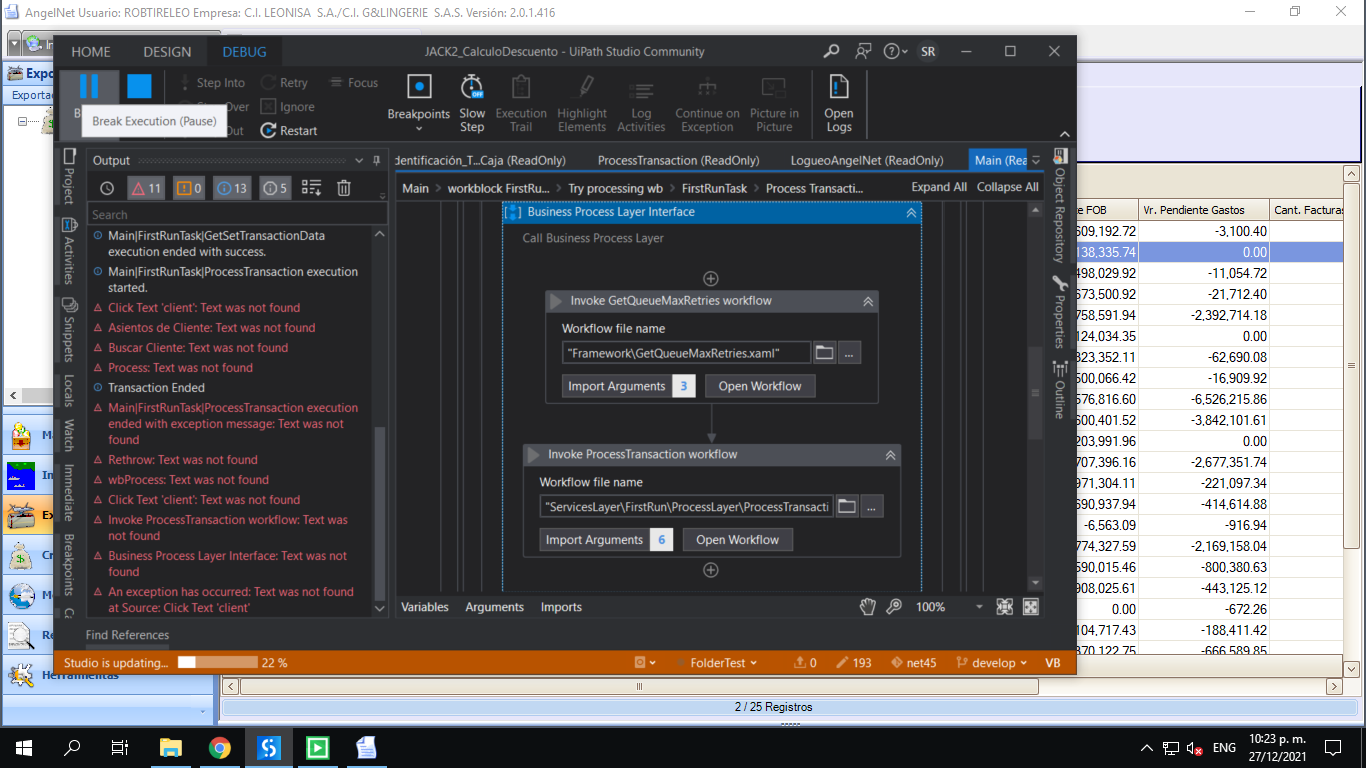 AngelNet Usuario: ROBTIRELEO Empresa: C.I. LEONISA S.A./C.I. G&LINGERIE S.A.S. Versión: 2.0.1.416
HOME DESIGN DEBUG
JACK2_CalculoDescuento - UiPath Studio Community
SR
Expo
Exporta
Step Into
Retry
Focus
Ignore
Restart
Break Execution (Pause)
Breakpoints
Slow Step
Execution Trail
Highlight Elements
Log Activities
Continue on Exception
Picture in Picture
Open Logs
Output
11 0 13 5
Search
Main|FirstRunTask|GetSetTransactionData
execution ended with success.
Main|FirstRunTask|ProcessTransaction execution
started.
Click Text 'client': Text was not found
Asientos de Cliente: Text was not found
Buscar Cliente: Text was not found
Process: Text was not found
Transaction Ended
Main|FirstRunTask|ProcessTransaction execution
ended with exception message: Text was not
found
Rethrow: Text was not found
wbProcess: Text was not found
Click Text 'client': Text was not found
Invoke ProcessTransaction workflow: Text was
not found
Business Process Layer Interface: Text was not
found
An exception has occurred: Text was not found
at Source: Click Text 'client'
Find References
Project
Activities
Snippets
Locals
Watch
Immediate
Breakpoints
dentificación_T...Caja (ReadOnly)
ProcessTransaction (ReadOnly)
LogueoAngelNet (ReadOnly)
Main (Rea
Main > workblock FirstRu... > Try processing wb > FirstRunTask > Process Transacti...
Expand All Collapse All
Business Process Layer Interface
Call Business Process Layer
Invoke GetQueueMaxRetries workflow
Workflow file name
"Framework\GetQueueMaxRetries.xaml"
...
Import Arguments 3
Open Workflow
Invoke ProcessTransaction workflow
Workflow file name
"ServicesLayer\FirstRun\ProcessLayer\ProcessTransacti
...
Import Arguments 6
Open Workflow
Variables Arguments Imports
100%
Object Repository
Properties
Outline
Studio is updating... 22 %
FolderTest
0
193
net45
develop
VB
e FOB Vr. Pendiente Gastos Cant. Facturas
609,192.72 -3,100.40
138,335.74 0.00
498,029.92 -11,054.72
573,500.92 -21,712.40
758,591.94 -2,392,714.18
124,034.35 0.00
323,352.11 -62,690.08
500,066.42 -16,909.92
576,816.60 -6,526,215.86
500,401.52 -3,842,101.61
203,991.96 0.00
707,396.16 -2,677,351.74
971,304.11 -221,097.34
590,937.94 -414,614.88
-6,563.09 -916.94
774,327.59 -2,169,158.04
590,015.46 -800,380.63
908,025.61 -443,125.12
0.00 -672.26
104,717.43 -188,411.42
370,122.75 -666,589.85
Herramientas
2 / 25 Registros
ENG
10:23 p. m.
27/12/2021